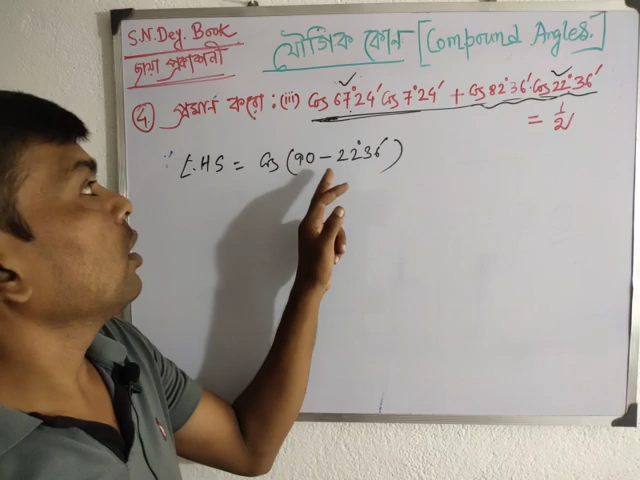 S.N.Dey. Book
ছায়া প্রকাশনী
যৌগিক কোন [Compound Angles.]
④ প্রমান করো : (iii) Cos 67°24′ Cos 7°24′ + Cos 82°36′ Cos 22°36′
= 1/2
L.HS = Cos (90 - 22°36′)